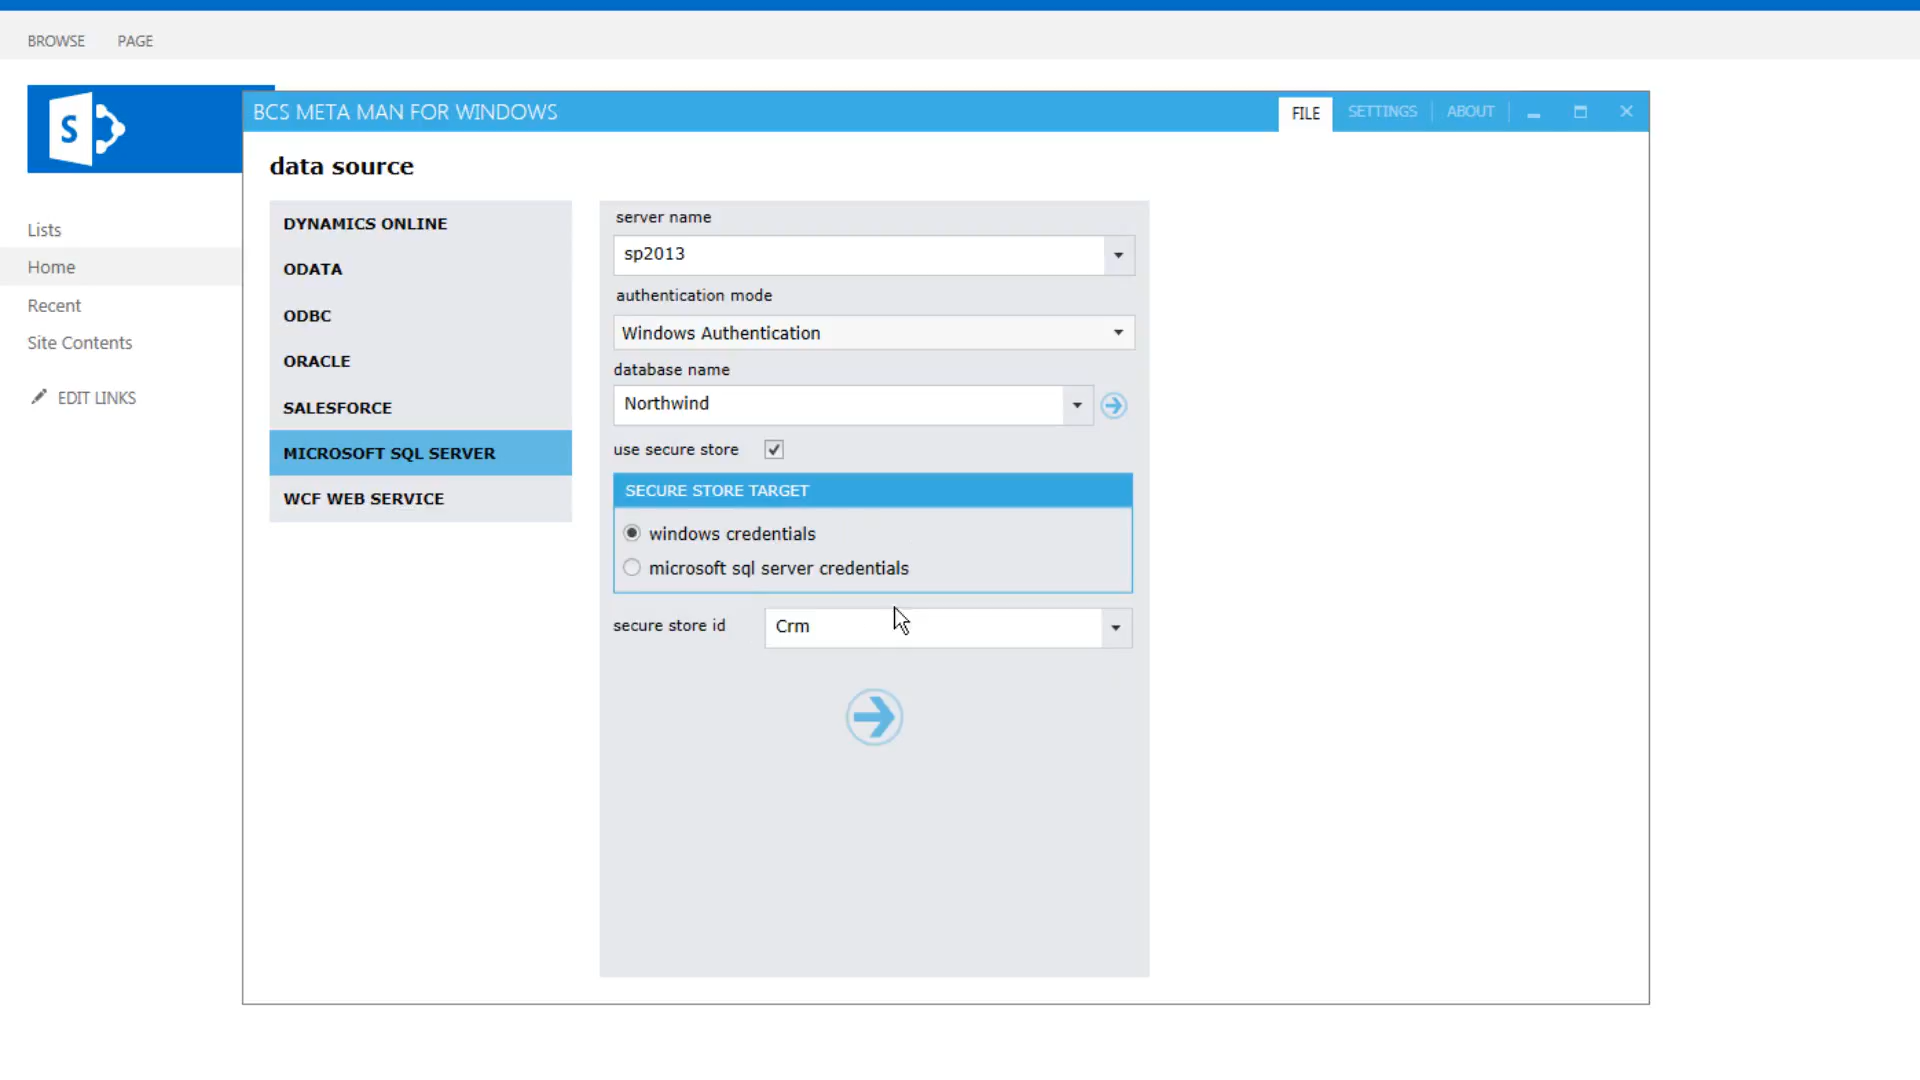 BROWSE PAGE
S
BCS META MAN FOR WINDOWS
FILE SETTINGS ABOUT
data source
Lists
Home
Recent
Site Contents
EDIT LINKS
DYNAMICS ONLINE
ODATA
ODBC
ORACLE
SALESFORCE
MICROSOFT SQL SERVER
WCF WEB SERVICE
server name
sp2013
authentication mode
Windows Authentication
database name
Northwind
use secure store
SECURE STORE TARGET
windows credentials
microsoft sql server credentials
secure store id Crm